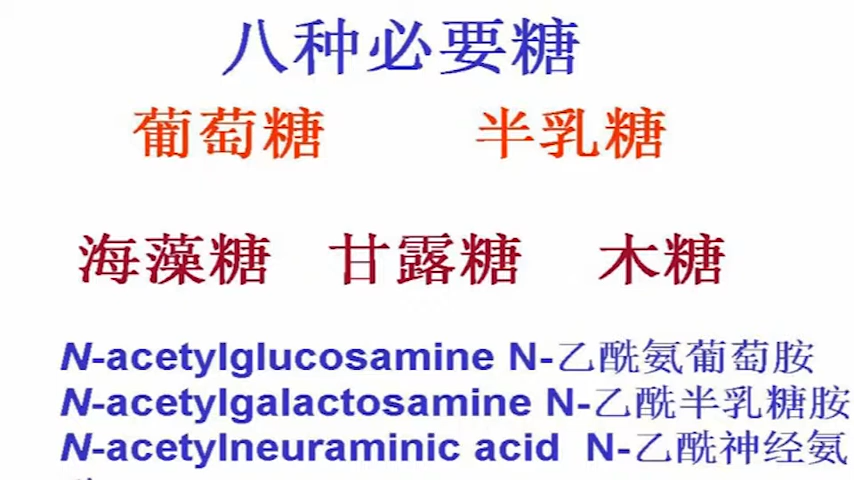 八种必要糖
葡萄糖 半乳糖
海藻糖 甘露糖 木糖
N-acetylglucosamine N-乙酰氨葡萄胺
N-acetylgalactosamine N-乙酰半乳糖胺
N-acetylneuraminic acid N-乙酰神经氨